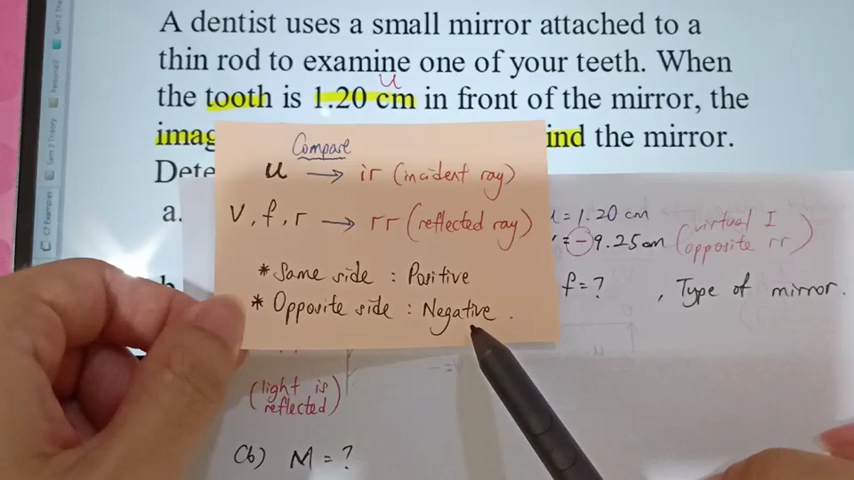 A dentist uses a small mirror attached to a
thin rod to examine one of your teeth. When
u
the tooth is 1.20 cm in front of the mirror, the
imag ind the mirror.
Dete
a.
Compare
u → ir (incident ray)
v, f, r → rr (reflected ray)
* Same side : Positive
* Opposite side : Negative.
= 1.20 cm
= -9.25cm (virtual I opposite rr)
f = ? , Type of mirror.
(light is
reflected)
(b) M = ?